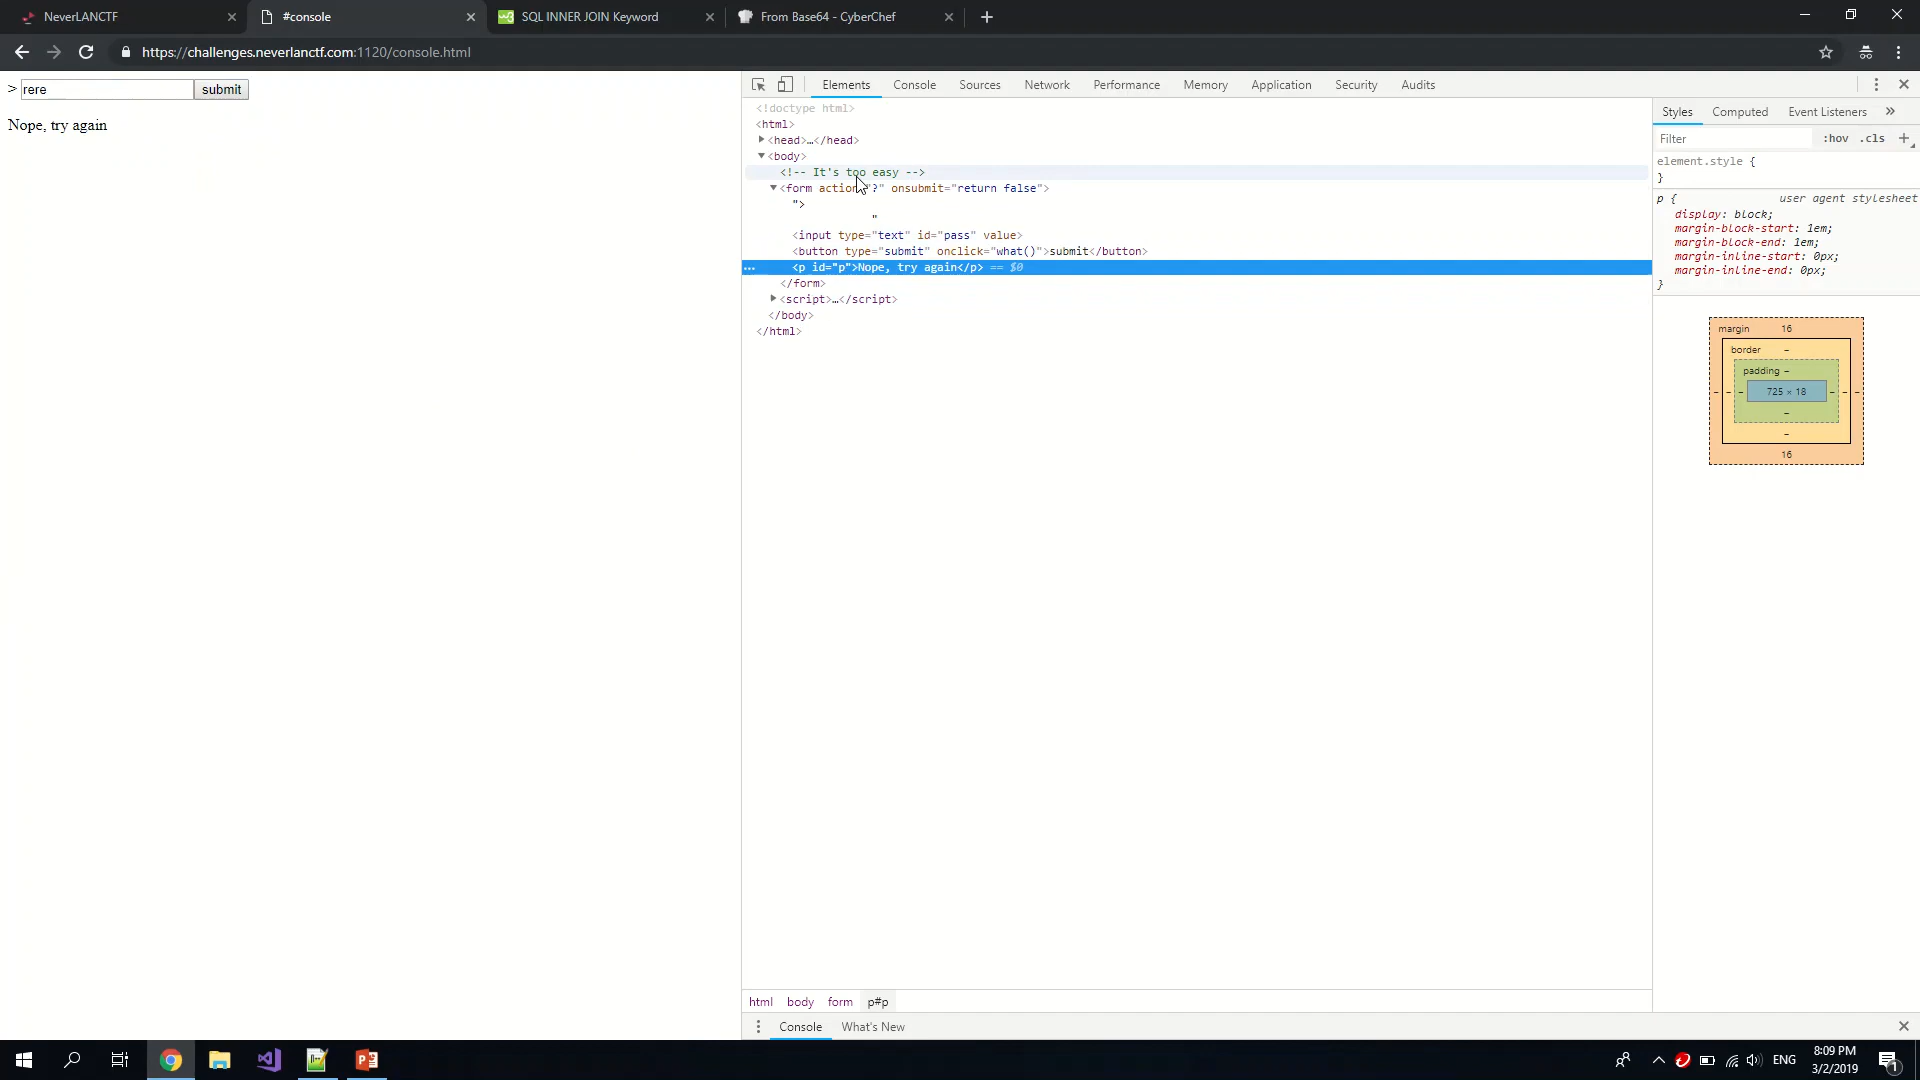 NeverLANCTF
#console
SQL INNER JOIN Keyword
From Base64 - CyberChef
https://challenges.neverlanctf.com:1120/console.html
> rere submit
Nope, try again
Elements Console Sources Network Performance Memory Application Security Audits
<!doctype html>
<html>
<head>…</head>
<body>
<!-- It's too easy -->
<form action="?" onsubmit="return false">
">
"
<input type="text" id="pass" value>
<button type="submit" onclick="what()">submit</button>
<p id="p">Nope, try again</p> == $0
</form>
<script>…</script>
</body>
</html>
html body form p#p
Console What's New
Styles Computed Event Listeners »
Filter :hov .cls +
element.style {
}
p { user agent stylesheet
display: block;
margin-block-start: 1em;
margin-block-end: 1em;
margin-inline-start: 0px;
margin-inline-end: 0px;
}
margin 16
border –
padding –
– – – 725 × 18 – – –
–
–
16
ENG
8:09 PM
3/2/2019
1